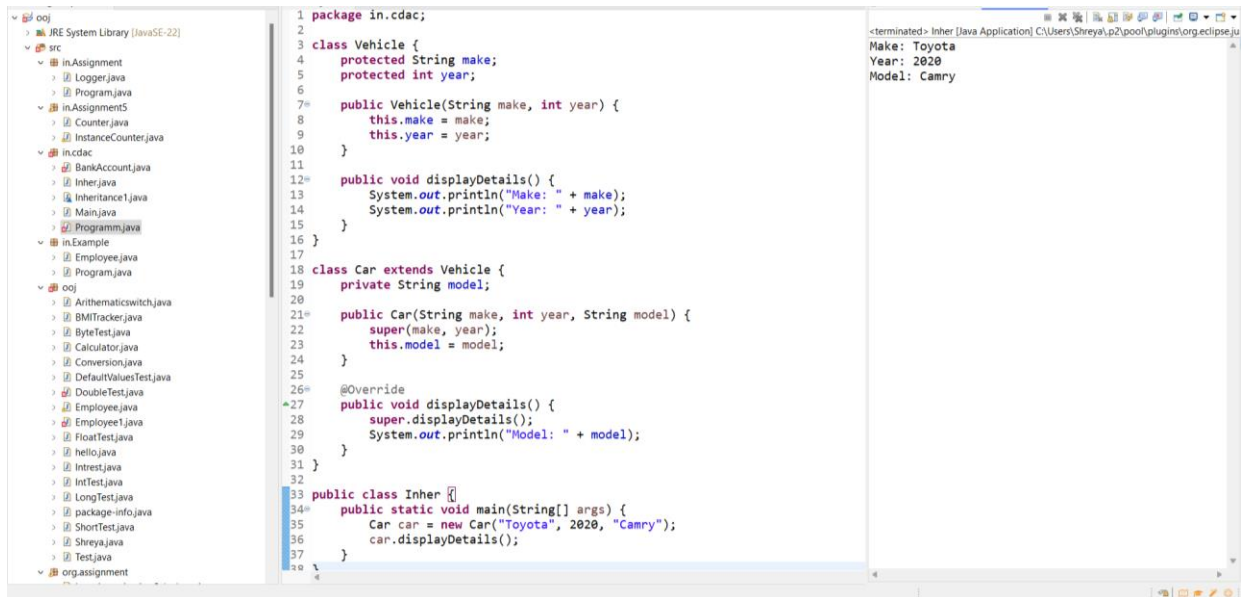 ooj
JRE System Library [JavaSE-22]
src
in.Assignment
Logger.java
Program.java
in.Assignment5
Counter.java
InstanceCounter.java
in.cdac
BankAccount.java
Inher.java
Inheritance1.java
Main.java
Programm.java
in.Example
Employee.java
Program.java
ooj
Arithematicswitch.java
BMITracker.java
ByteTest.java
Calculator.java
Conversion.java
DefaultValuesTest.java
DoubleTest.java
Employee.java
Employee1.java
FloatTest.java
hello.java
Intrest.java
IntTest.java
LongTest.java
package-info.java
ShortTest.java
Shreya.java
Test.java
org.assignment
1 package in.cdac;
2
3 class Vehicle {
4 protected String make;
5 protected int year;
6
7 public Vehicle(String make, int year) {
8 this.make = make;
9 this.year = year;
10 }
11
12 public void displayDetails() {
13 System.out.println("Make: " + make);
14 System.out.println("Year: " + year);
15 }
16 }
17
18 class Car extends Vehicle {
19 private String model;
20
21 public Car(String make, int year, String model) {
22 super(make, year);
23 this.model = model;
24 }
25
26 @Override
27 public void displayDetails() {
28 super.displayDetails();
29 System.out.println("Model: " + model);
30 }
31 }
32
33 public class Inher {
34 public static void main(String[] args) {
35 Car car = new Car("Toyota", 2020, "Camry");
36 car.displayDetails();
37 }
38 }
<terminated> Inher [Java Application] C:\Users\Shreya\.p2\pool\plugins\org.eclipse.ju
Make: Toyota
Year: 2020
Model: Camry